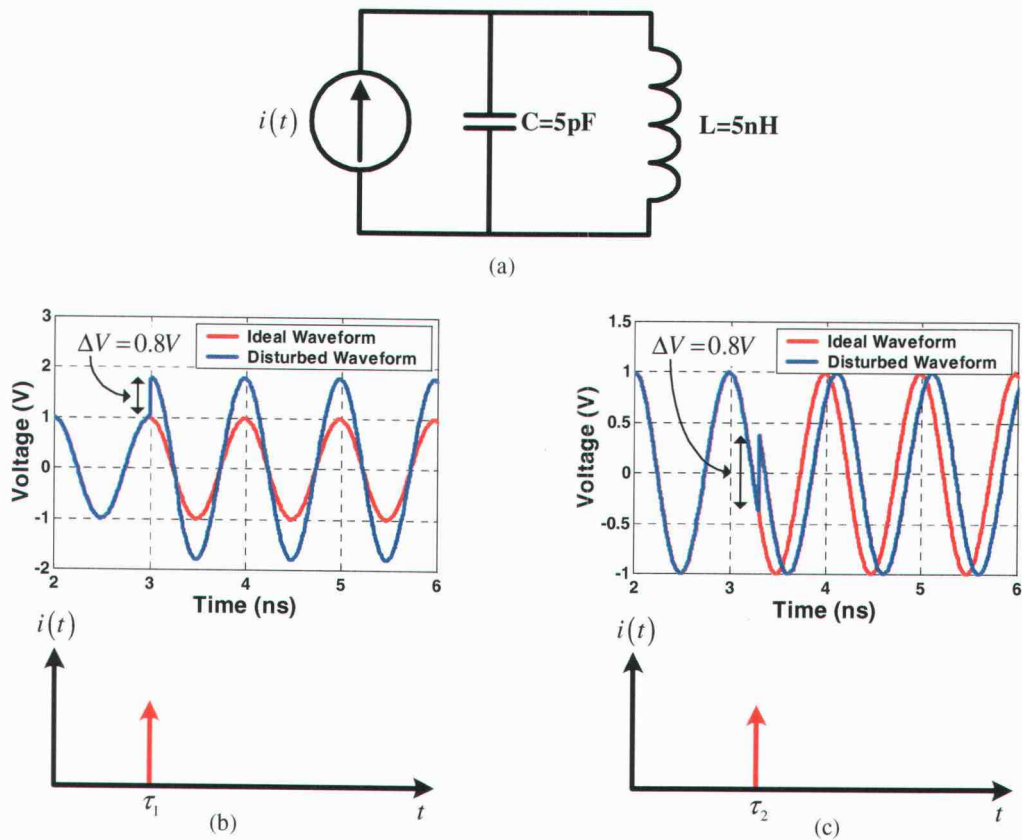 i(t)
C=5pF
L=5nH
(a)
ΔV = 0.8V
Voltage (V)
3
2
1
0
-1
-2
Ideal Waveform
Disturbed Waveform
2 3 4 5 6
Time (ns)
i(t)
τ1
t
(b)
ΔV = 0.8V
Voltage (V)
1.5
1
0.5
0
-0.5
-1
Ideal Waveform
Disturbed Waveform
2 3 4 5 6
Time (ns)
i(t)
τ2
t
(c)